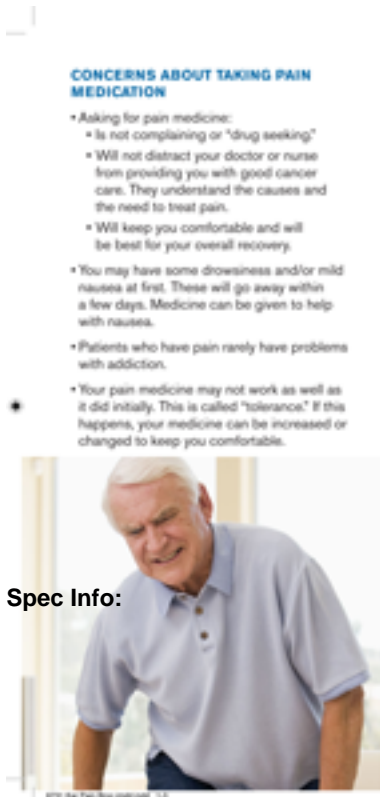 CONCERNS ABOUT TAKING PAIN
MEDICATION
• Asking for pain medicine:
• Is not complaining or "drug seeking."
• Will not distract your doctor or nurse
from providing you with good cancer
care. They understand the causes and
the need to treat pain.
• Will keep you comfortable and will
be best for your overall recovery.
• You may have some drowsiness and/or mild
nausea at first. These will go away within
a few days. Medicine can be given to help
with nausea.
• Patients who have pain rarely have problems
with addiction.
• Your pain medicine may not work as well as
it did initially. This is called "tolerance." If this
happens, your medicine can be increased or
changed to keep you comfortable.
Spec Info: